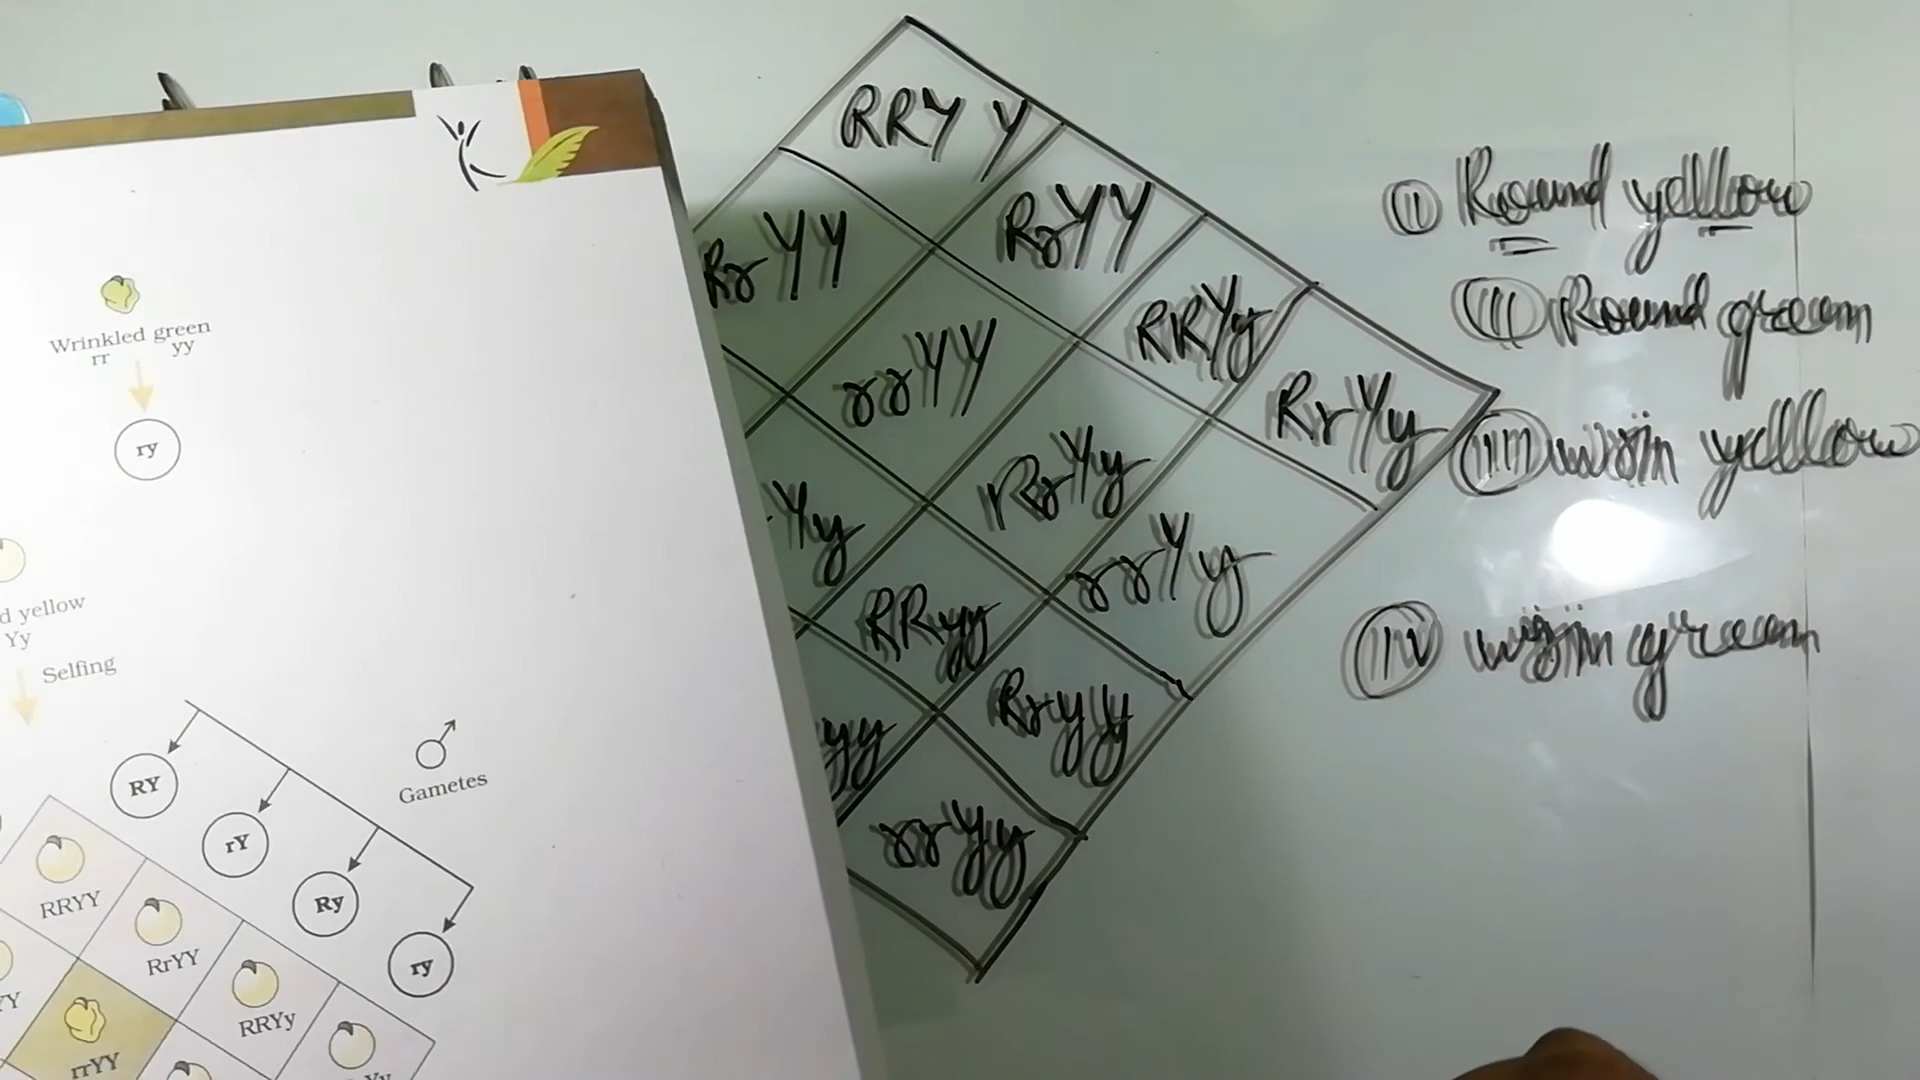 Wrinkled green
rr yy
ry
d yellow
Yy
Selfing
Gametes
RY
rY
Ry
ry
RRYY
RrYY
RRYy
rrYY
RRYY
RrYY
RrYY
RRYy
rrYY
RrYy
RrYy
Yy
rrYy
RRyy
Rryy
yy
rrYy
II Round yellow
III Round green
yellow
IV green